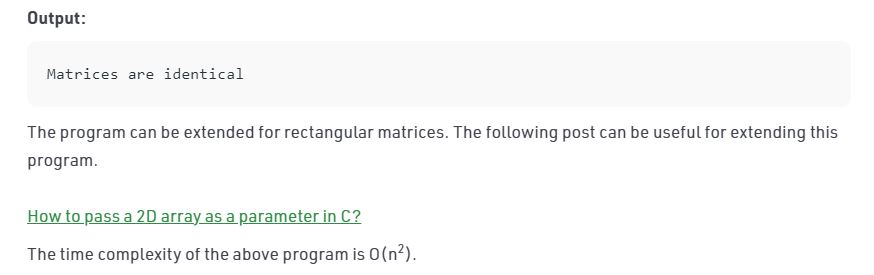 Output:
Matrices are identical
The program can be extended for rectangular matrices. The following post can be useful for extending this
program.
How to pass a 2D array as a parameter in C?
The time complexity of the above program is O(n²).